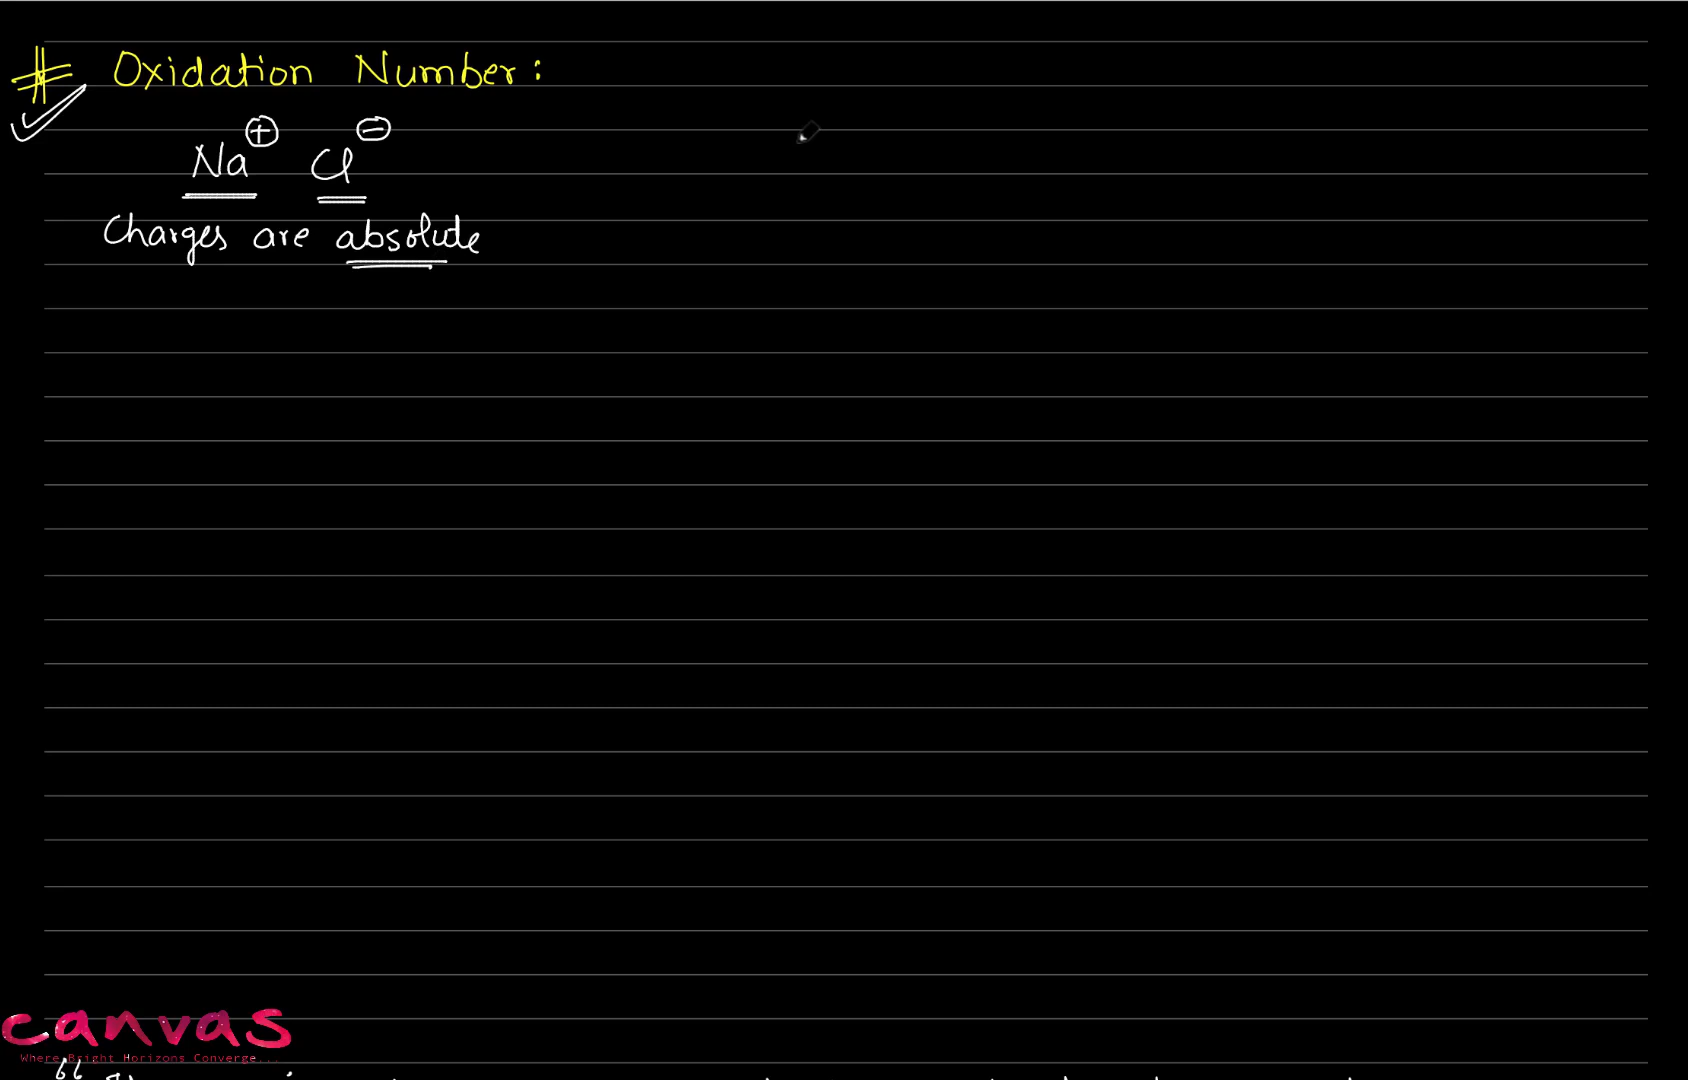 # Oxidation Number:
Na⊕ Cl⊖
Charges are absolute
canvas
Where Bright Horizons Converge...